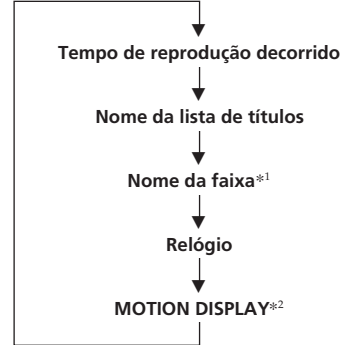 Tempo de reprodução decorrido
Nome da lista de títulos
Nome da faixa*1
Relógio
MOTION DISPLAY*2